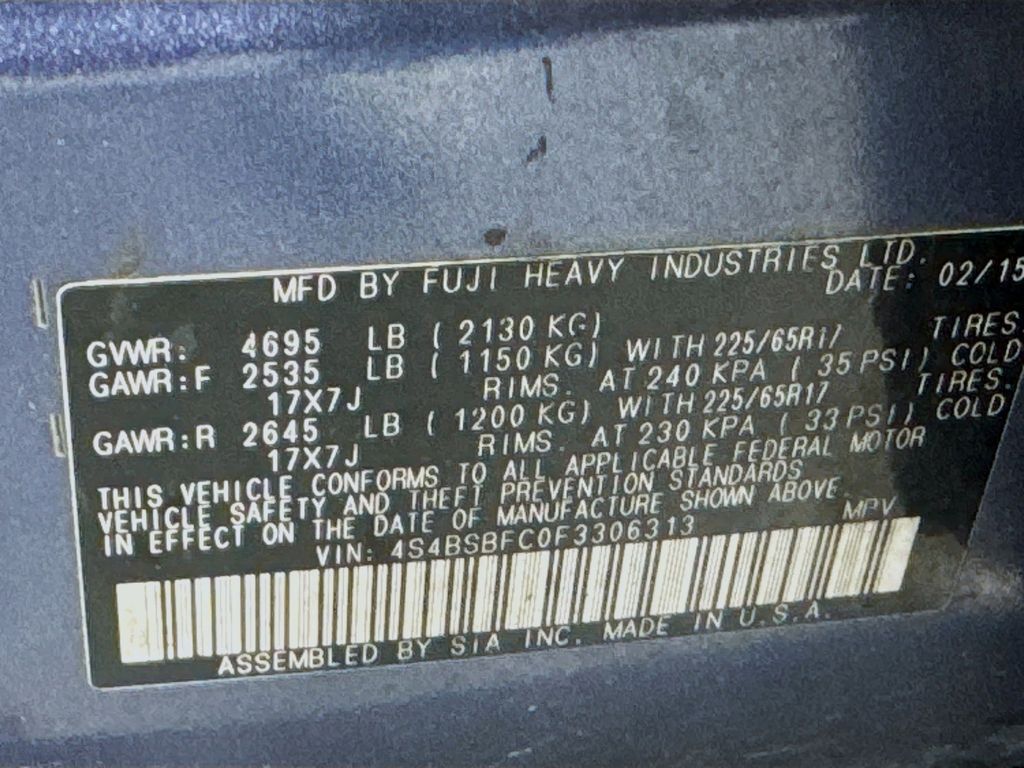 MFD BY FUJI HEAVY INDUSTRIES LTD.
DATE: 02/15
GVWR: 4695 LB ( 2130 KG)
GAWR:F 2535 LB ( 1150 KG) WITH 225/65R17 TIRES
17X7J RIMS. AT 240 KPA ( 35 PSI) COLD
GAWR:R 2645 LB ( 1200 KG) WITH 225/65R17 TIRES.
17X7J RIMS. AT 230 KPA ( 33 PSI) COLD
THIS VEHICLE CONFORMS TO ALL APPLICABLE FEDERAL MOTOR
VEHICLE SAFETY AND THEFT PREVENTION STANDARDS
IN EFFECT ON THE DATE OF MANUFACTURE SHOWN ABOVE.
VIN: 4S4BSBFC0F3306313 MPV
ASSEMBLED BY SIA INC. MADE IN U.S.A.